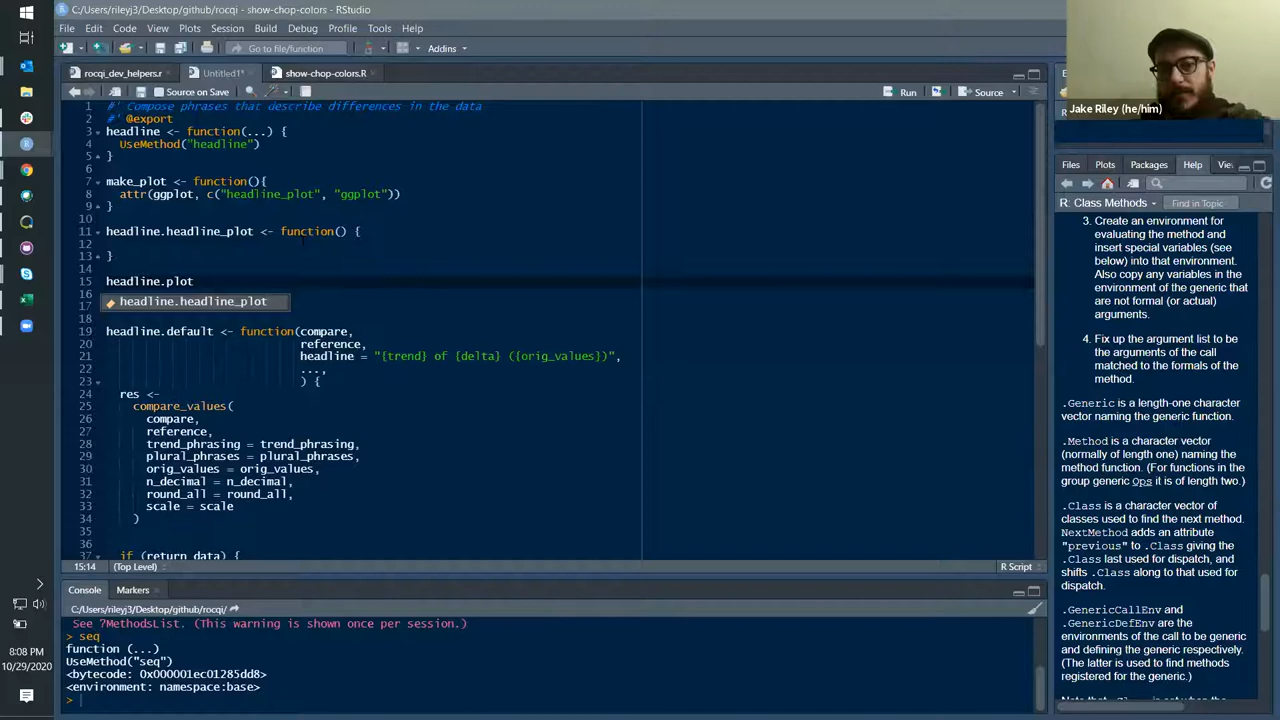 C:/Users/rileyj3/Desktop/github/rocqi - show-chop-colors - RStudio
File Edit Code View Plots Session Build Debug Profile Tools Help
Go to file/function Addins
rocqi_dev_helpers.r Untitled1* show-chop-colors.R
Source on Save Run Source
1 #' Compose phrases that describe differences in the data
2 #' @export
3 headline <- function(...) {
4 UseMethod("headline")
5 }
6
7 make_plot <- function(){
8 attr(ggplot, c("headline_plot", "ggplot"))
9 }
10
11 headline.headline_plot <- function() {
12
13 }
14
15 headline.plot
16
17 headline.headline_plot
18
19 headline.default <- function(compare,
20 reference,
21 headline = "{trend} of {delta} ({orig_values})",
22 ...,
23 ) {
24 res <-
25 compare_values(
26 compare,
27 reference,
28 trend_phrasing = trend_phrasing,
29 plural_phrases = plural_phrases,
30 orig_values = orig_values,
31 n_decimal = n_decimal,
32 round_all = round_all,
33 scale = scale
34 )
35
36
37 if (return_data) {
15:14 (Top Level) R Script
Console Markers
C:/Users/rileyj3/Desktop/github/rocqi/
See ?MethodsList. (This warning is shown once per session.)
> seq
function (...)
UseMethod("seq")
<bytecode: 0x000001ec01285dd8>
<environment: namespace:base>
>
8:08 PM
10/29/2020
Jake Riley (he/him)
Files Plots Packages Help Vi
R: Class Methods Find in Topic
3. Create an environment for
evaluating the method and
insert special variables (see
below) into that environment.
Also copy any variables in the
environment of the generic that
are not formal (or actual)
arguments.
4. Fix up the argument list to be
the arguments of the call
matched to the formals of the
method.
.Generic is a length-one character
vector naming the generic function.
.Method is a character vector
(normally of length one) naming the
method function. (For functions in the
group generic Ops it is of length two.)
.Class is a character vector of
classes used to find the next method.
NextMethod adds an attribute
"previous" to .Class giving the
.Class last used for dispatch, and
shifts .Class along to that used for
dispatch.
.GenericCallEnv and
.GenericDefEnv are the
environments of the call to be generic
and defining the generic respectively.
(The latter is used to find methods
registered for the generic.)